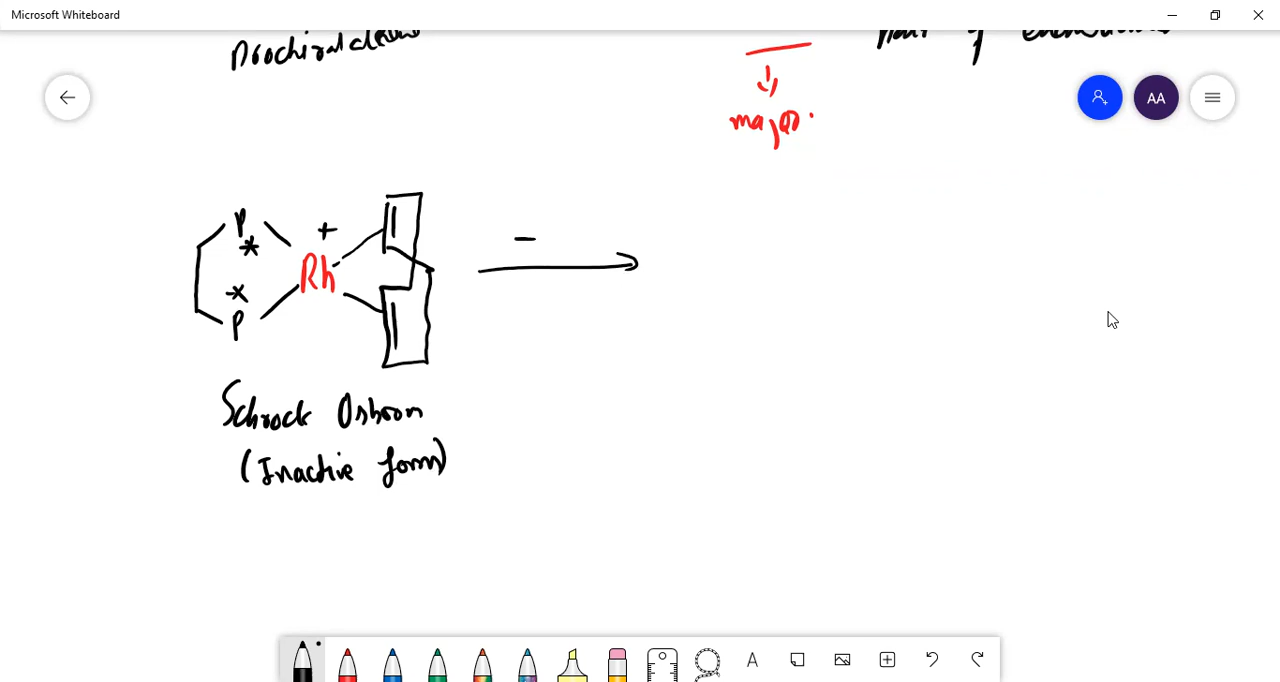 Microsoft Whiteboard
Prochiral
major
AA
P
*
+
Rh
*
P
Schrock Osborn
(Inactive form)
A